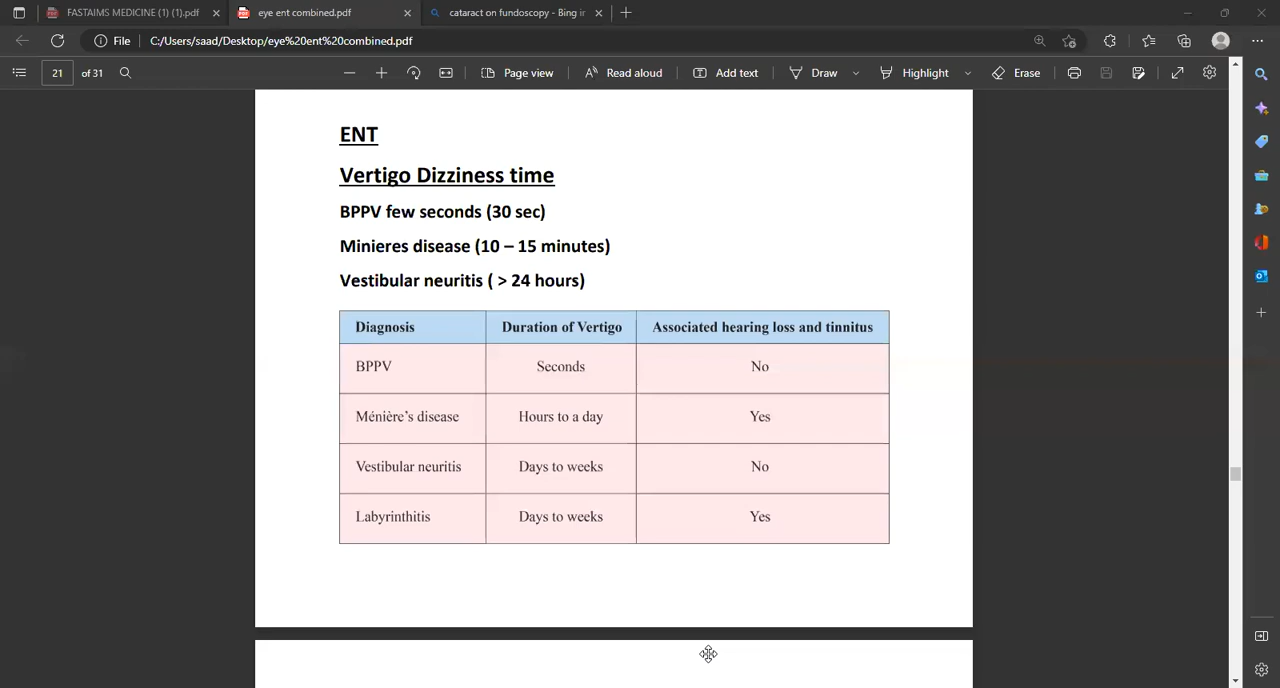 FASTAIMS MEDICINE (1) (1).pdf
eye ent combined.pdf
cataract on fundoscopy - Bing
File
C:/Users/saad/Desktop/eye%20ent%20combined.pdf
21 of 31
Page view
Read aloud
Add text
Draw
Highlight
Erase
ENT
Vertigo Dizziness time
BPPV few seconds (30 sec)
Minieres disease (10 – 15 minutes)
Vestibular neuritis ( > 24 hours)
Diagnosis Duration of Vertigo Associated hearing loss and tinnitus
BPPV Seconds No
Ménière’s disease Hours to a day Yes
Vestibular neuritis Days to weeks No
Labyrinthitis Days to weeks Yes